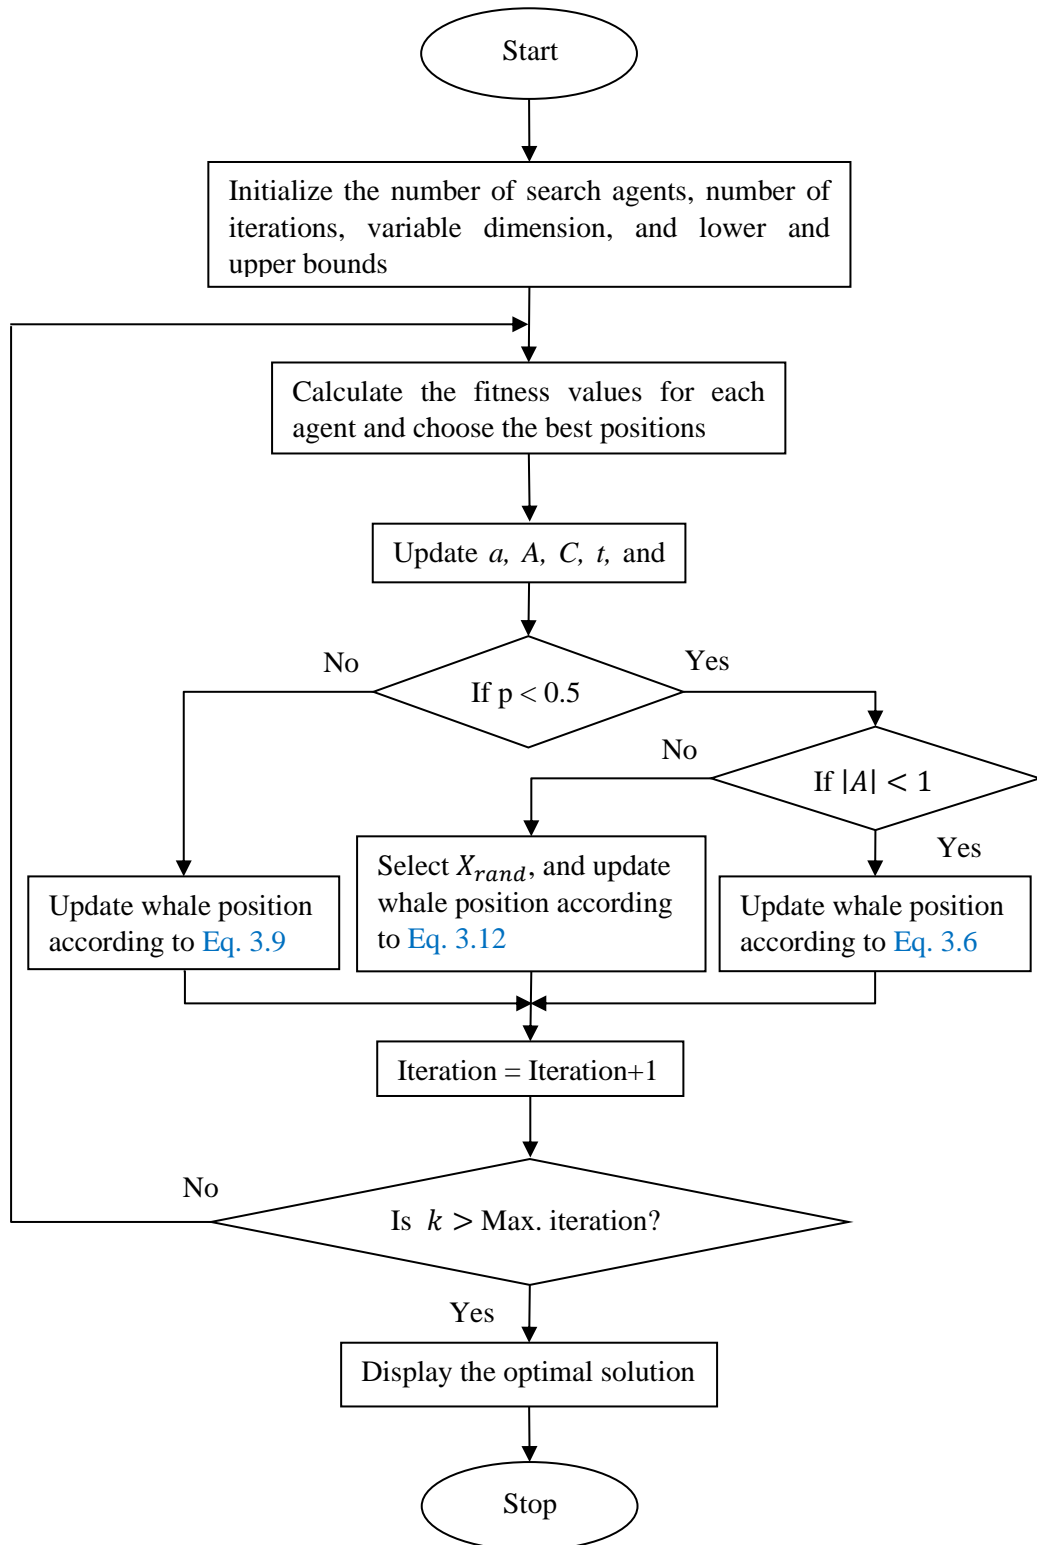 Start
Initialize the number of search agents, number of
iterations, variable dimension, and lower and
upper bounds
Calculate the fitness values for each
agent and choose the best positions
Update a, A, C, t, and
No
Yes
If p < 0.5
No
If |A| < 1
Yes
Update whale position
according to Eq. 3.9
Select X_rand, and update
whale position according
to Eq. 3.12
Update whale position
according to Eq. 3.6
Iteration = Iteration+1
No
Is k > Max. iteration?
Yes
Display the optimal solution
Stop